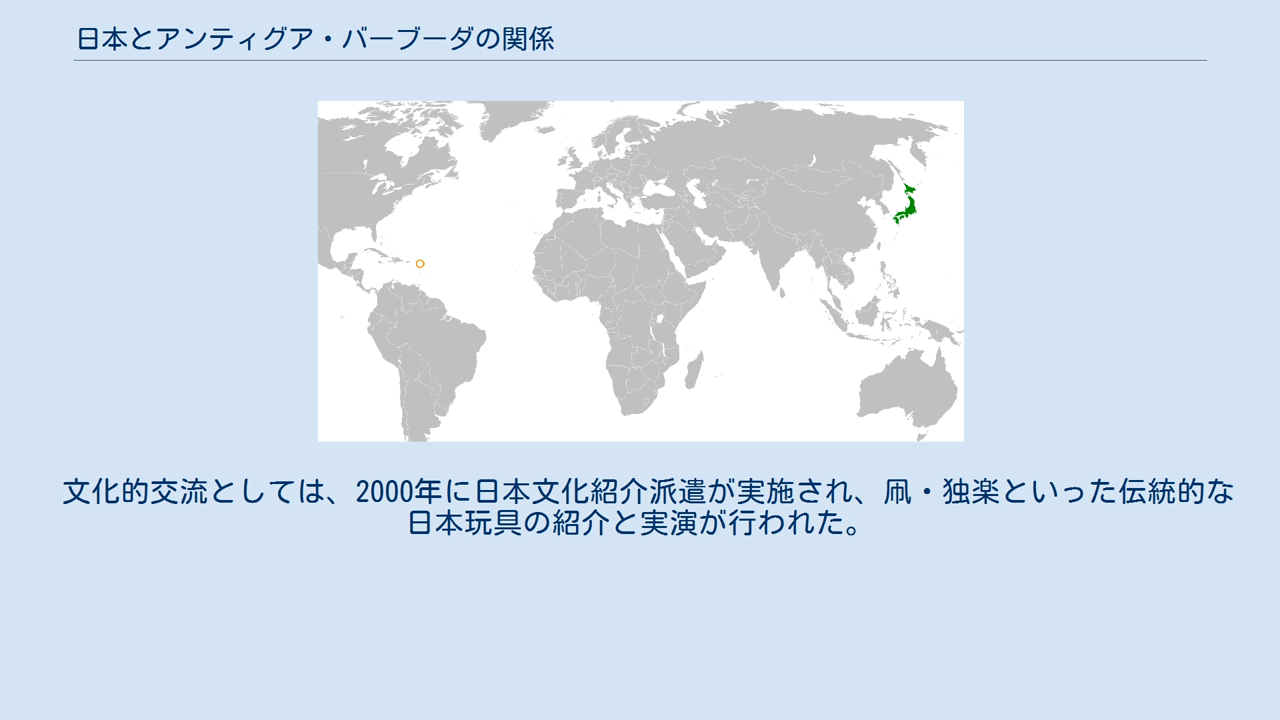 日本とアンティグア・バーブーダの関係
文化的交流としては、2000年に日本文化紹介派遣が実施され、凧・独楽といった伝統的な
日本玩具の紹介と実演が行われた。